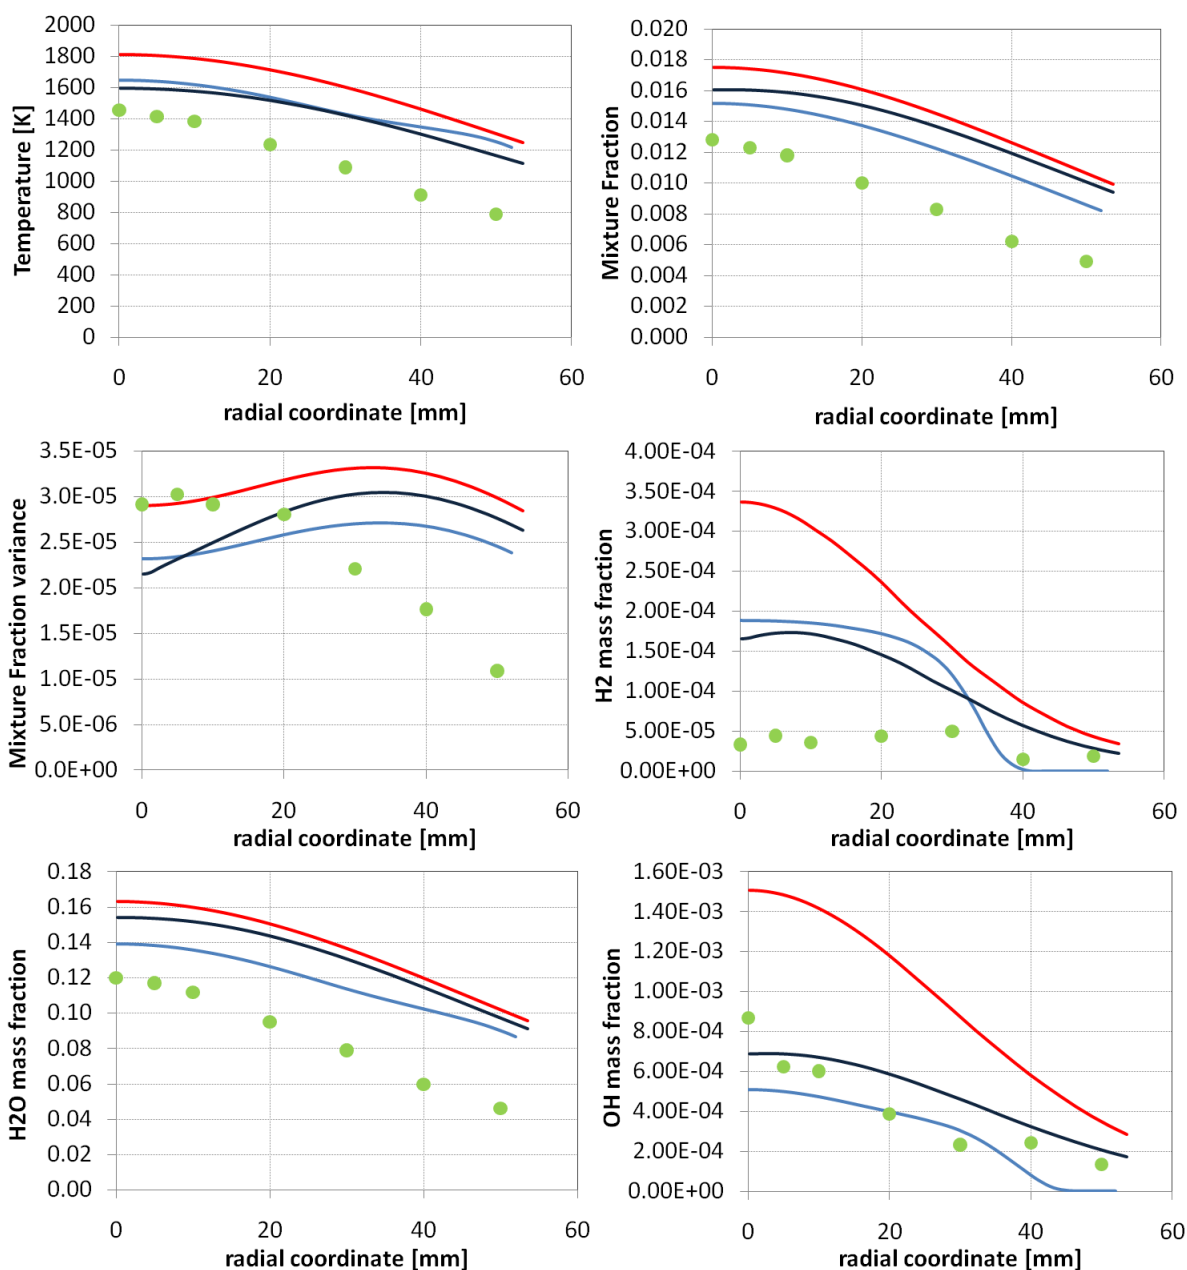 Temperature [K]
2000
1800
1600
1400
1200
1000
800
600
400
200
0
0 20 40 60
radial coordinate [mm]
Mixture Fraction
0.020
0.018
0.016
0.014
0.012
0.010
0.008
0.006
0.004
0.002
0.000
0 20 40 60
radial coordinate [mm]
Mixture Fraction variance
3.5E-05
3.0E-05
2.5E-05
2.0E-05
1.5E-05
1.0E-05
5.0E-06
0.0E+00
0 20 40 60
radial coordinate [mm]
H2 mass fraction
4.00E-04
3.50E-04
3.00E-04
2.50E-04
2.00E-04
1.50E-04
1.00E-04
5.00E-05
0.00E+00
0 20 40 60
radial coordinate [mm]
H2O mass fraction
0.18
0.16
0.14
0.12
0.10
0.08
0.06
0.04
0.02
0.00
0 20 40 60
radial coordinate [mm]
OH mass fraction
1.60E-03
1.40E-03
1.20E-03
1.00E-03
8.00E-04
6.00E-04
4.00E-04
2.00E-04
0.00E+00
0 20 40 60
radial coordinate [mm]